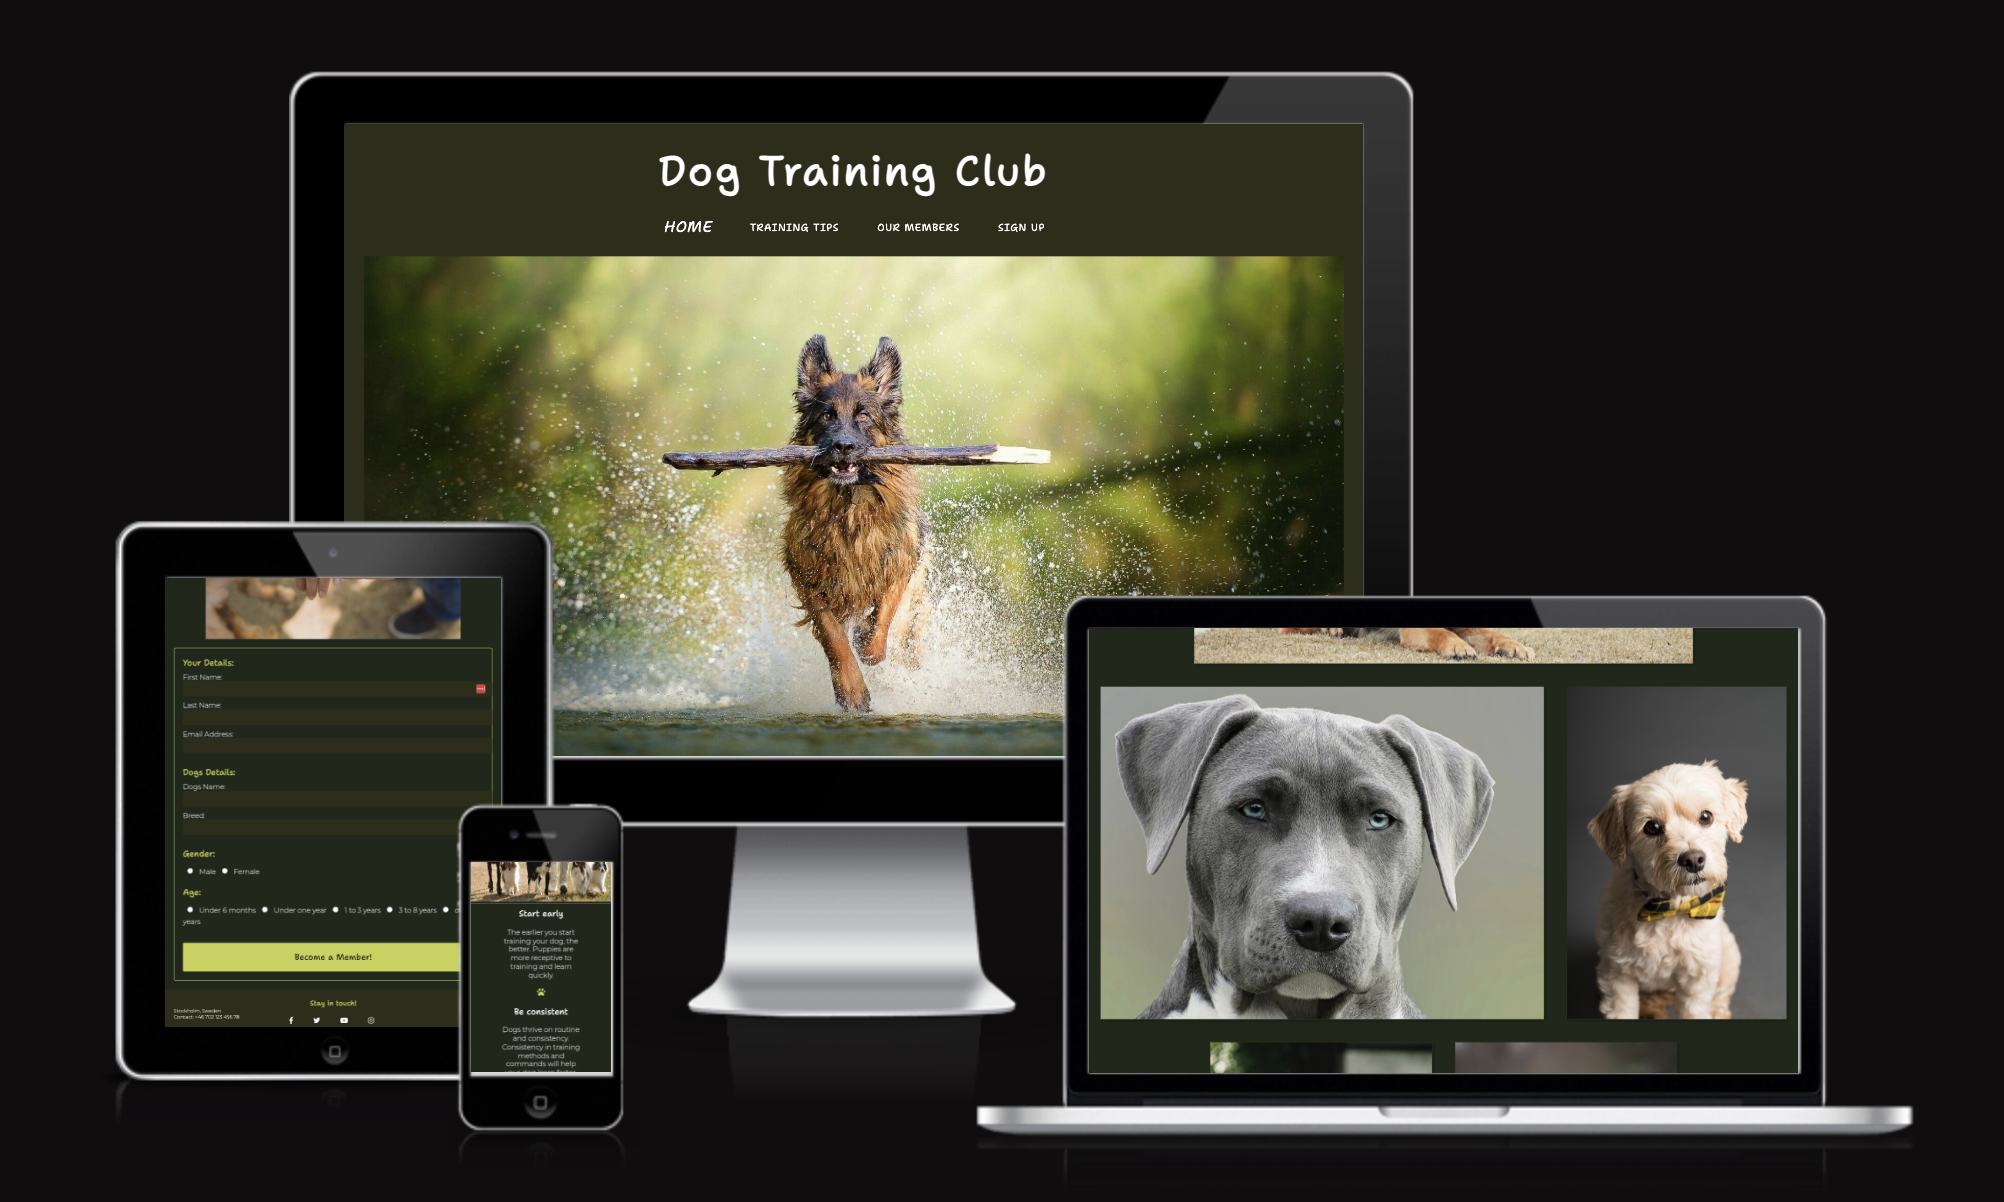 Dog Training Club
HOME TRAINING TIPS OUR MEMBERS SIGN UP
Your Details:
First Name:
Last Name:
Email Address:
Dogs Details:
Dogs Name:
Breed:
Gender:
Male Female
Age:
Under 6 months Under one year 1 to 3 years 3 to 8 years
years
Become a Member!
Stay in touch!
Stockholm, Sweden
Contact: +46 702 123 456 78
Start early
The earlier you start
training your dog, the
better. Puppies are
more receptive to
training and learn
quickly.
Be consistent
Dogs thrive on routine
and consistency.
Consistency in training
methods and
commands will help